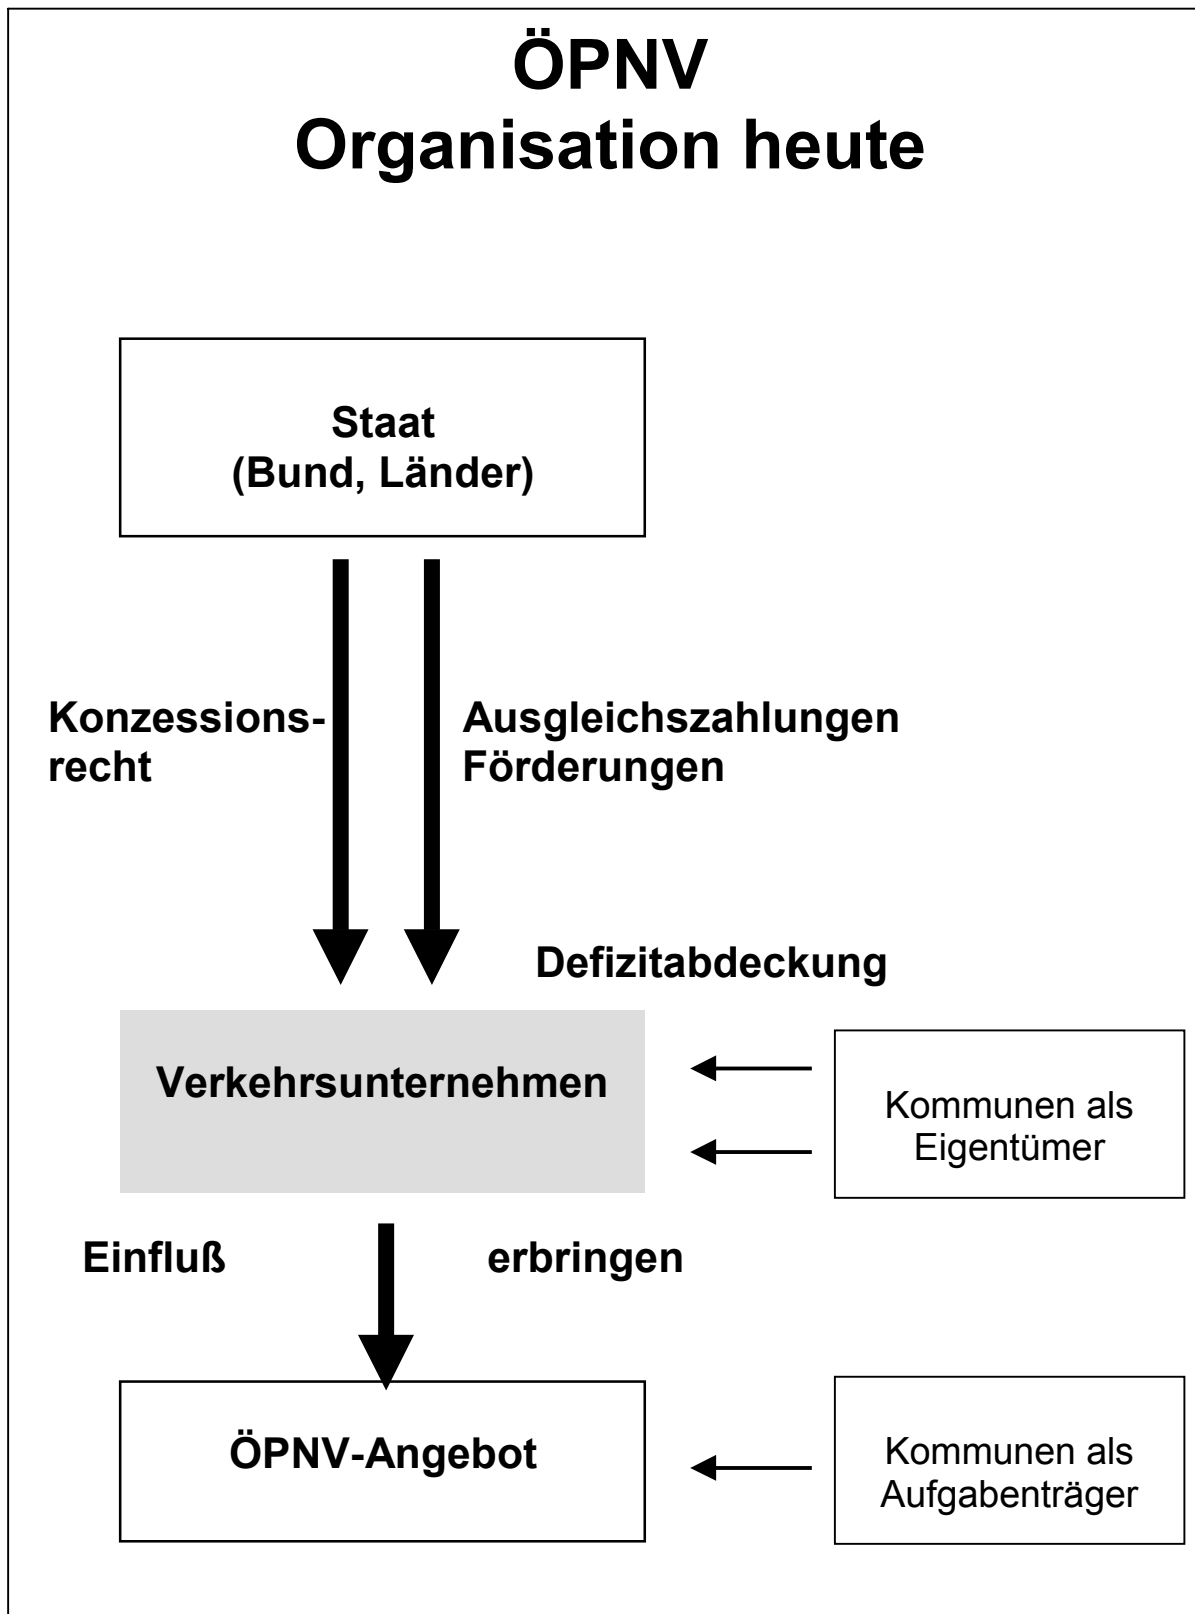 ÖPNV
Organisation heute
Staat
(Bund, Länder)
Konzessions-
recht
Ausgleichszahlungen
Förderungen
Defizitabdeckung
Verkehrsunternehmen
Kommunen als
Eigentümer
Einfluß
erbringen
ÖPNV-Angebot
Kommunen als
Aufgabenträger